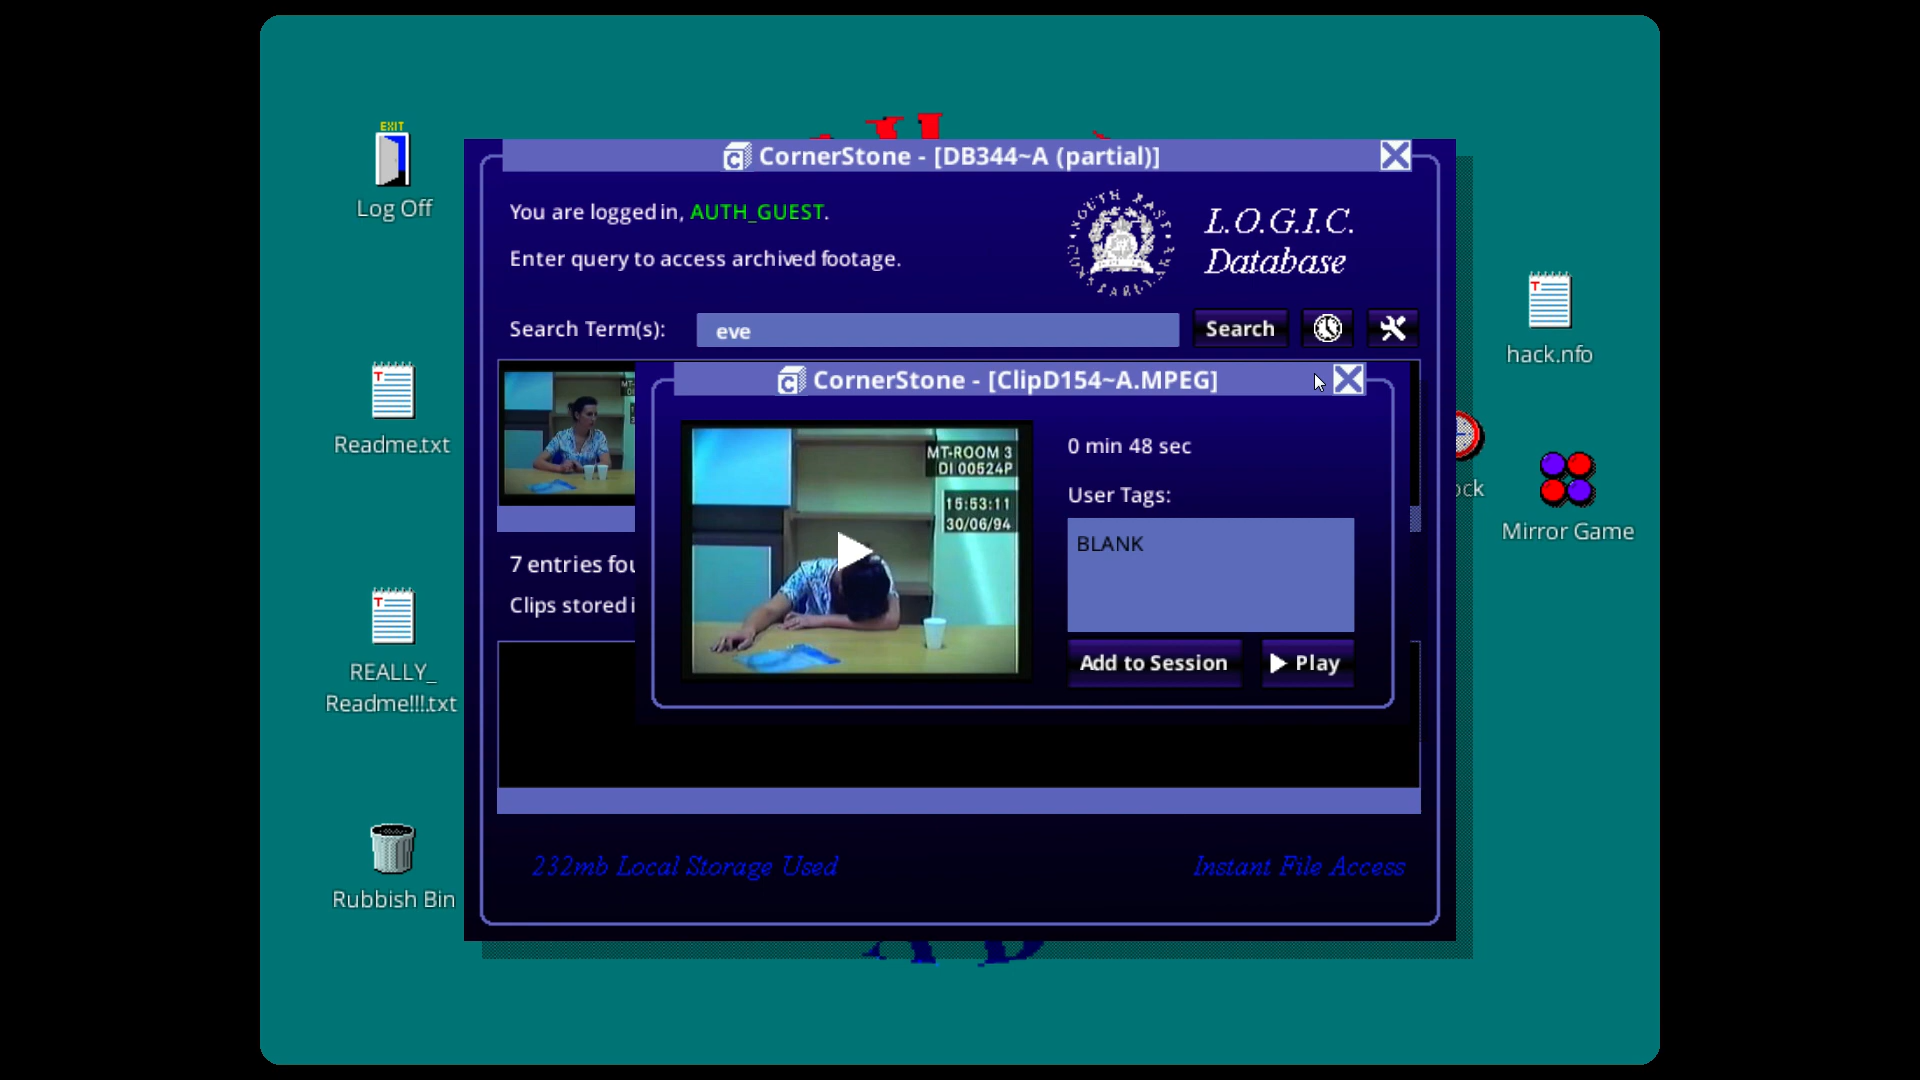 EXIT
Log Off
Readme.txt
REALLY_
Readme!!!.txt
Rubbish Bin
CornerStone - [DB344~A (partial)]
You are logged in, AUTH_GUEST.
Enter query to access archived footage.
L.O.G.I.C.
Database
Search Term(s):
eve
Search
CornerStone - [ClipD154~A.MPEG]
MT-ROOM 3
DI 00524P
15:53:11
30/06/94
0 min 48 sec
User Tags:
BLANK
Add to Session
Play
7 entries fou
Clips stored i
232mb Local Storage Used
Instant File Access
hack.nfo
ock
Mirror Game